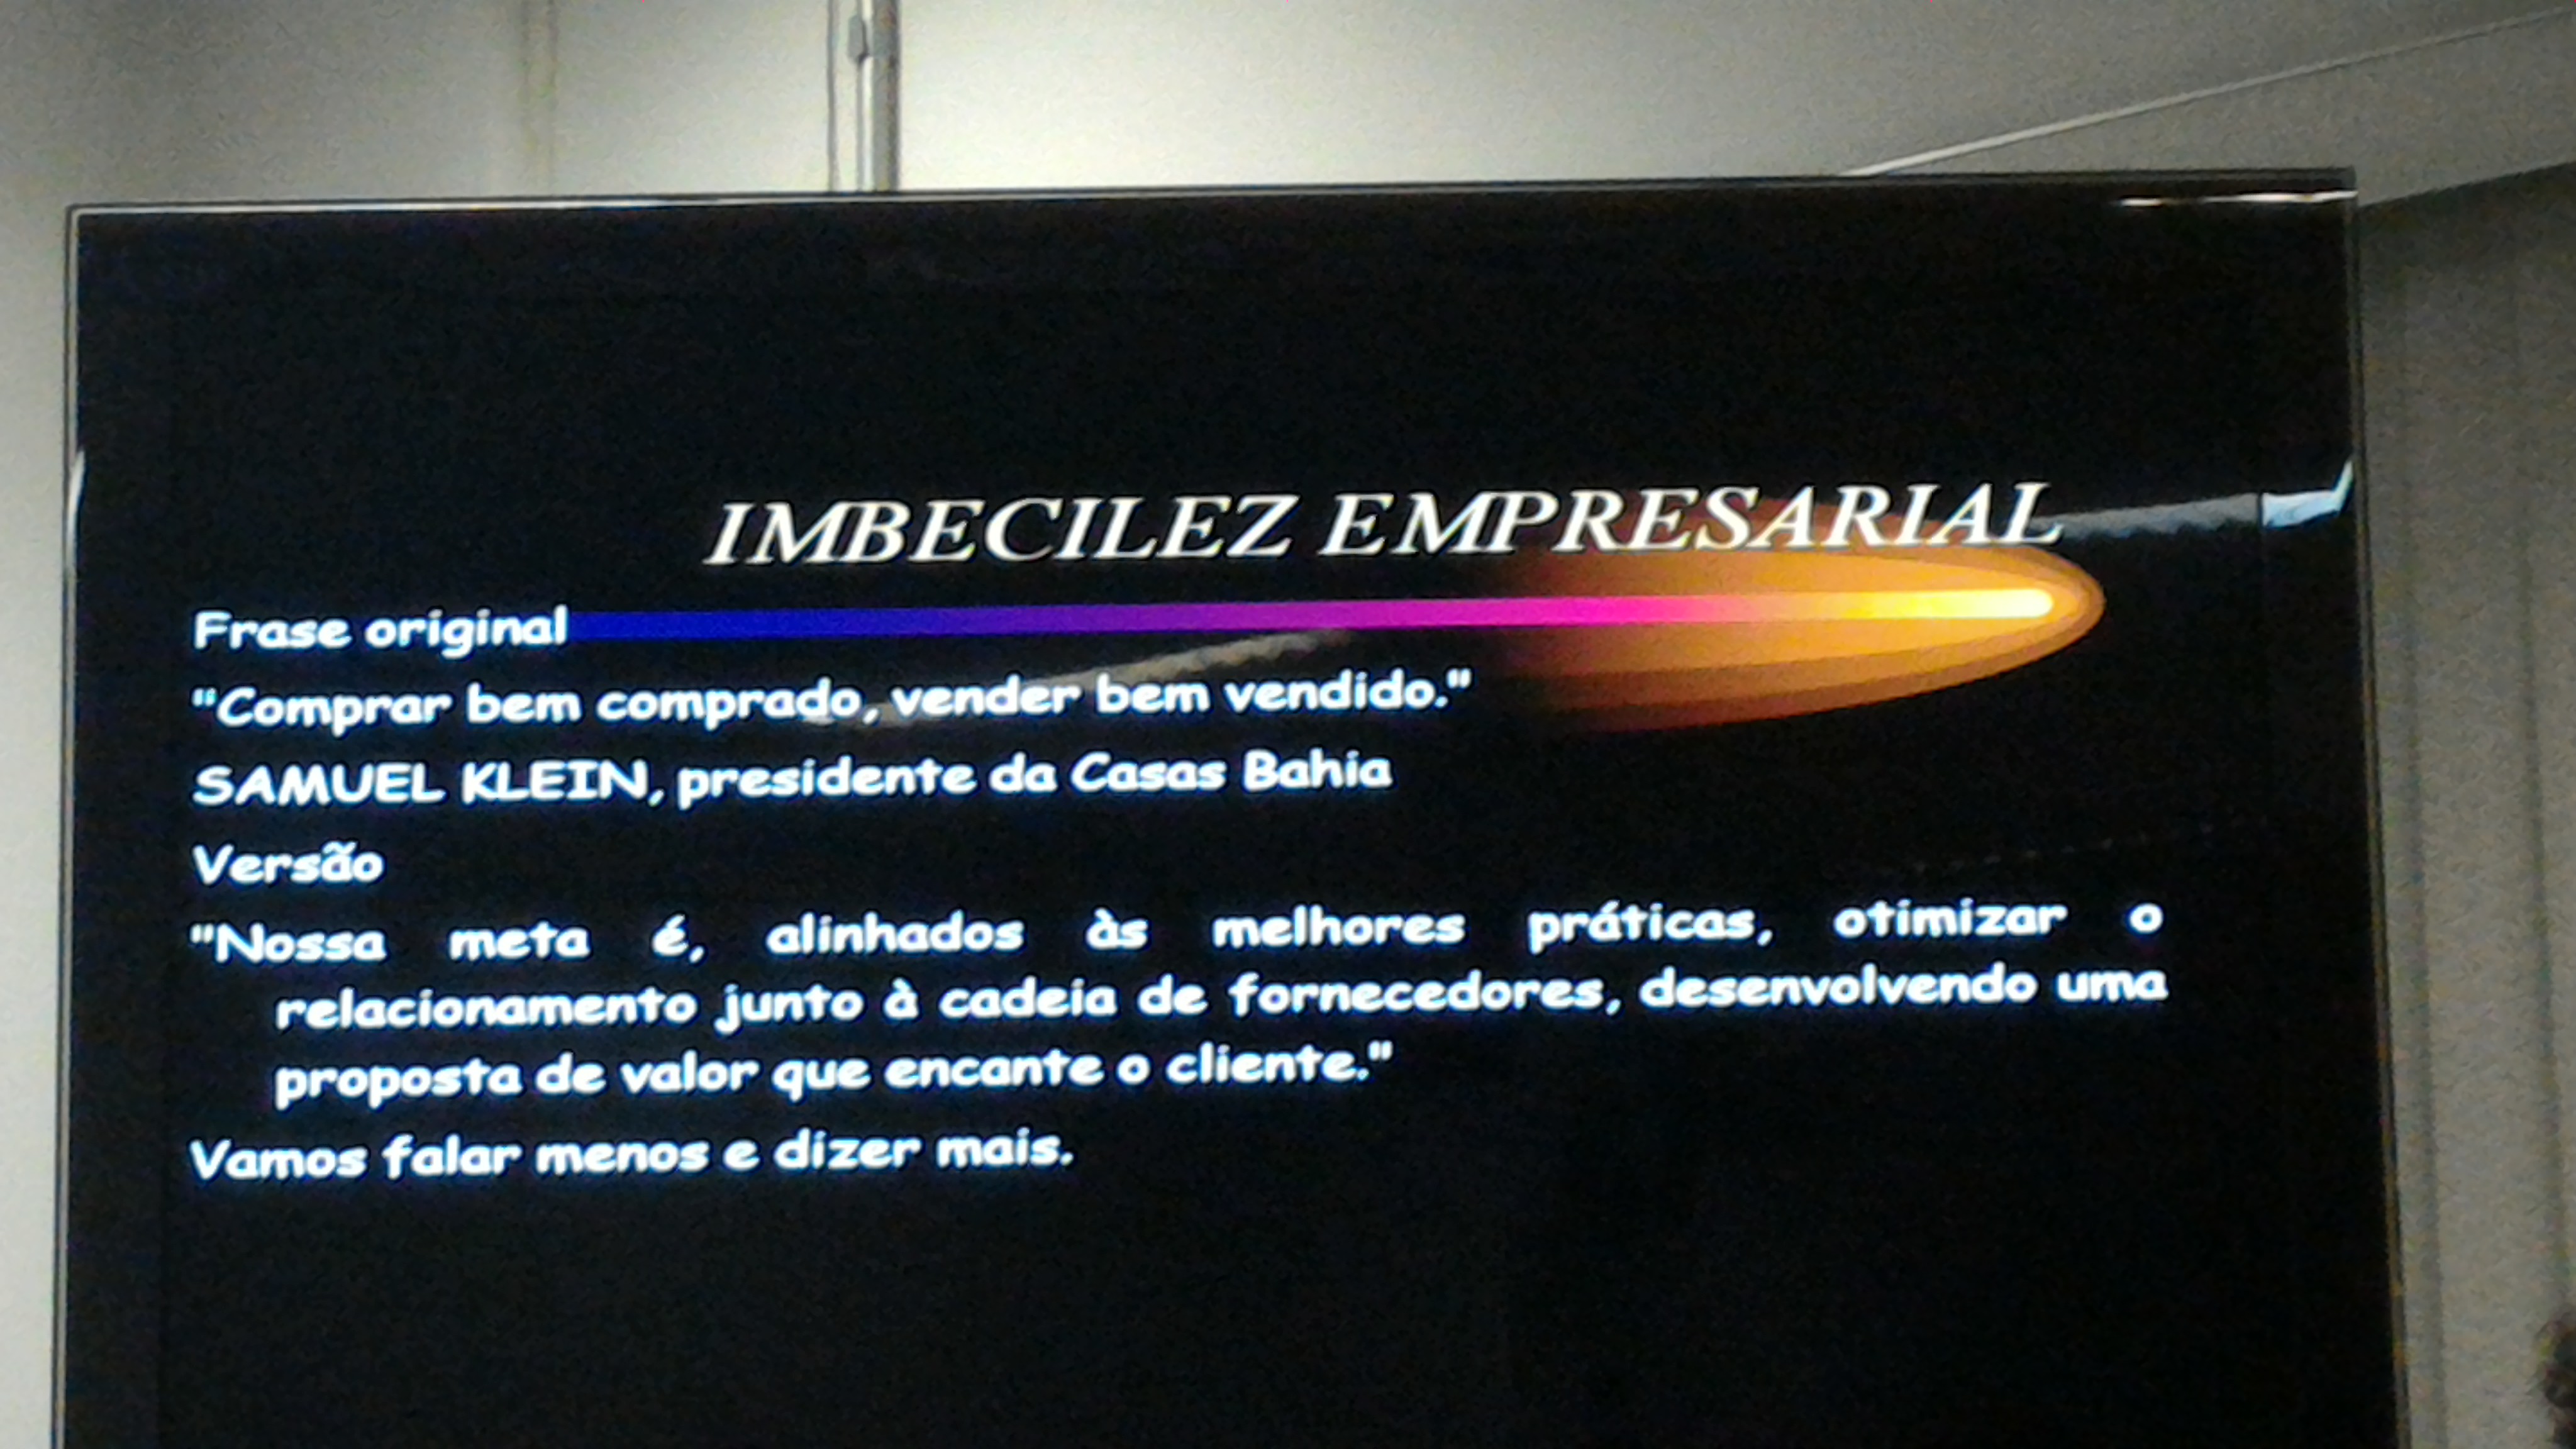 IMBECILEZ EMPRESARIAL
Frase original
"Comprar bem comprado, vender bem vendido."
SAMUEL KLEIN, presidente da Casas Bahia
Versão
"Nossa meta é, alinhados às melhores práticas, otimizar o
relacionamento junto à cadeia de fornecedores, desenvolvendo uma
proposta de valor que encante o cliente."
Vamos falar menos e dizer mais.